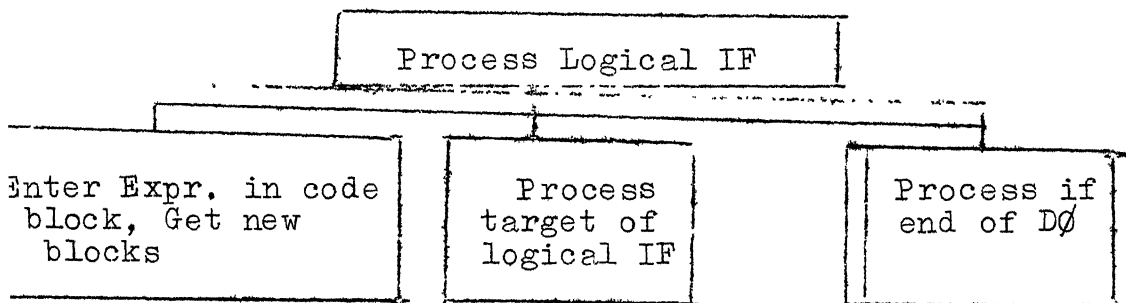 Process Logical IF
Enter Expr. in code
block, Get new
blocks
Process
target of
logical IF
Process if
end of DØ